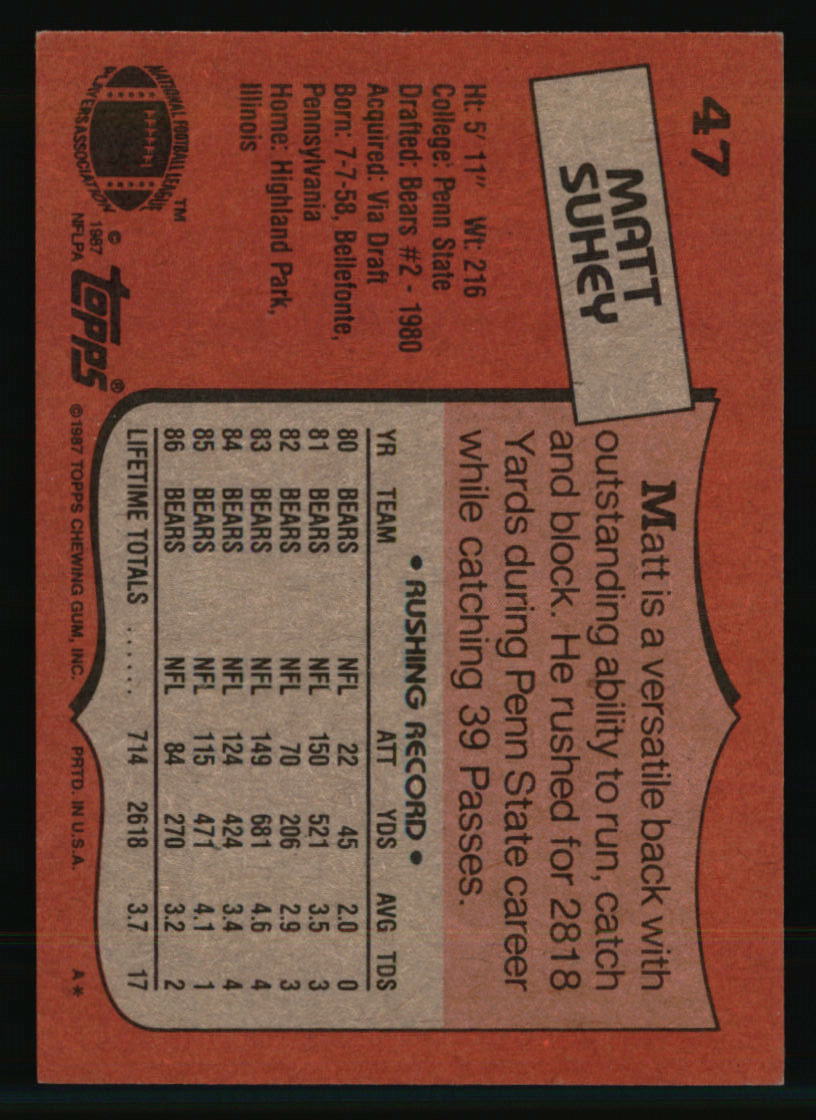 47
MATT
SUHEY
Ht: 5' 11" Wt: 216
College: Penn State
Drafted: Bears #2 - 1980
Acquired: Via Draft
Born: 7-7-58, Bellefonte,
Pennsylvania
Home: Highland Park,
Illinois
NATIONAL FOOTBALL LEAGUE
PLAYERS ASSOCIATION
TM
© 1987
NFLPA
topps®
Matt is a versatile back with
outstanding ability to run, catch
and block. He rushed for 2818
Yards during Penn State career
while catching 39 Passes.
• RUSHING RECORD •
YR TEAM ATT YDS AVG TDS
80 BEARS NFL 22 45 2.0 0
81 BEARS NFL 150 521 3.5 3
82 BEARS NFL 70 206 2.9 3
83 BEARS NFL 149 681 4.6 4
84 BEARS NFL 124 424 3.4 4
85 BEARS NFL 115 471 4.1 1
86 BEARS NFL 84 270 3.2 2
LIFETIME TOTALS ...... 714 2618 3.7 17
©1987 TOPPS CHEWING GUM, INC. PRTD. IN U.S.A. A*